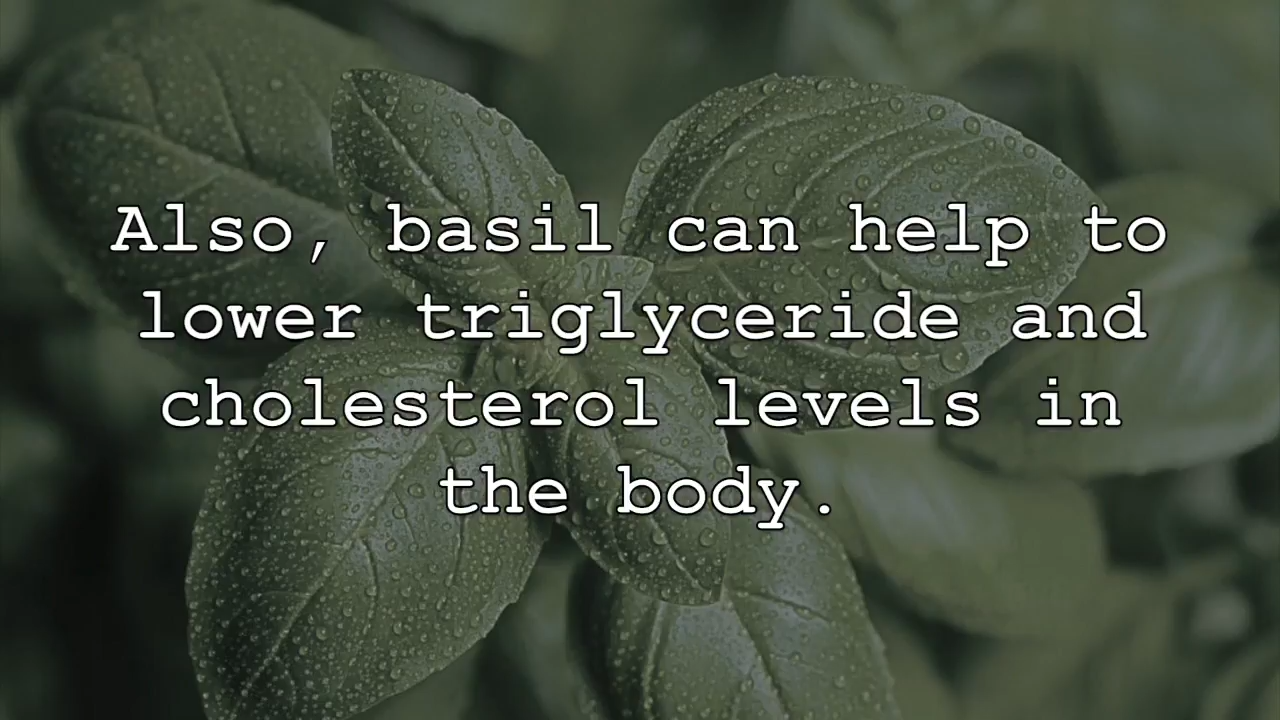 Also, basil can help to
lower triglyceride and
cholesterol levels in
the body.